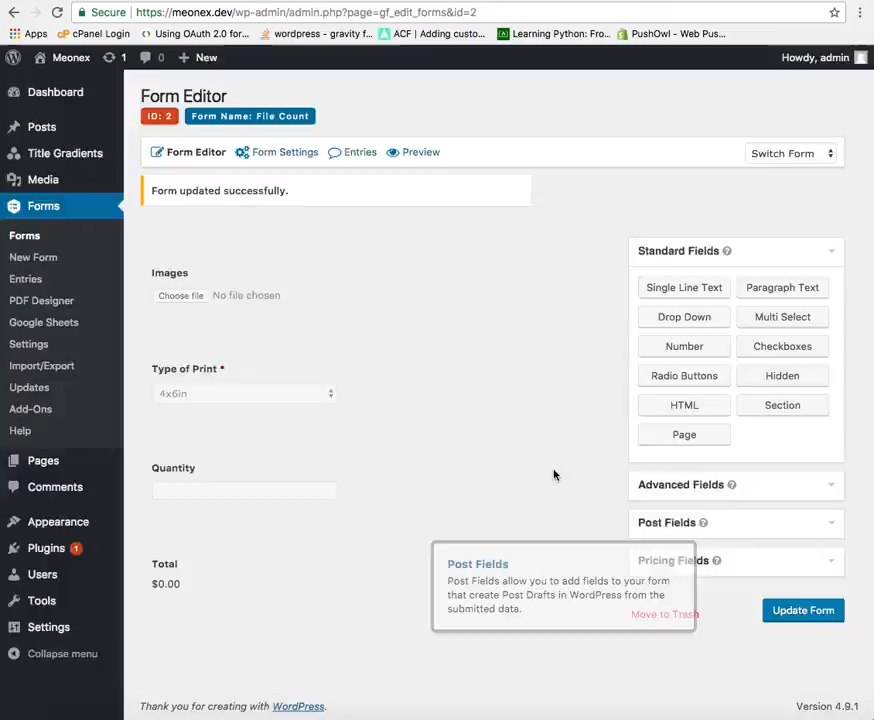 Secure
https://meonex.dev/wp-admin/admin.php?page=gf_edit_forms&id=2
Apps
cP cPanel Login
Using OAuth 2.0 for...
wordpress - gravity f...
ACF | Adding custo...
Learning Python: Fro...
PushOwl - Web Pus...
Meonex
1
0
New
Howdy, admin
Dashboard
Posts
Title Gradients
Media
Forms
Forms
New Form
Entries
PDF Designer
Google Sheets
Settings
Import/Export
Updates
Add-Ons
Help
Pages
Comments
Appearance
Plugins 1
Users
Tools
Settings
Collapse menu
Form Editor
ID: 2
Form Name: File Count
Form Editor
Form Settings
Entries
Preview
Switch Form
Form updated successfully.
Images
Choose file No file chosen
Type of Print *
4x6in
Quantity
Total
$0.00
Standard Fields ?
Single Line Text
Paragraph Text
Drop Down
Multi Select
Number
Checkboxes
Radio Buttons
Hidden
HTML
Section
Page
Advanced Fields ?
Post Fields ?
Pricing Fields ?
Post Fields
Post Fields allow you to add fields to your form
that create Post Drafts in WordPress from the
submitted data.
Move to Trash
Update Form
Thank you for creating with WordPress.
Version 4.9.1